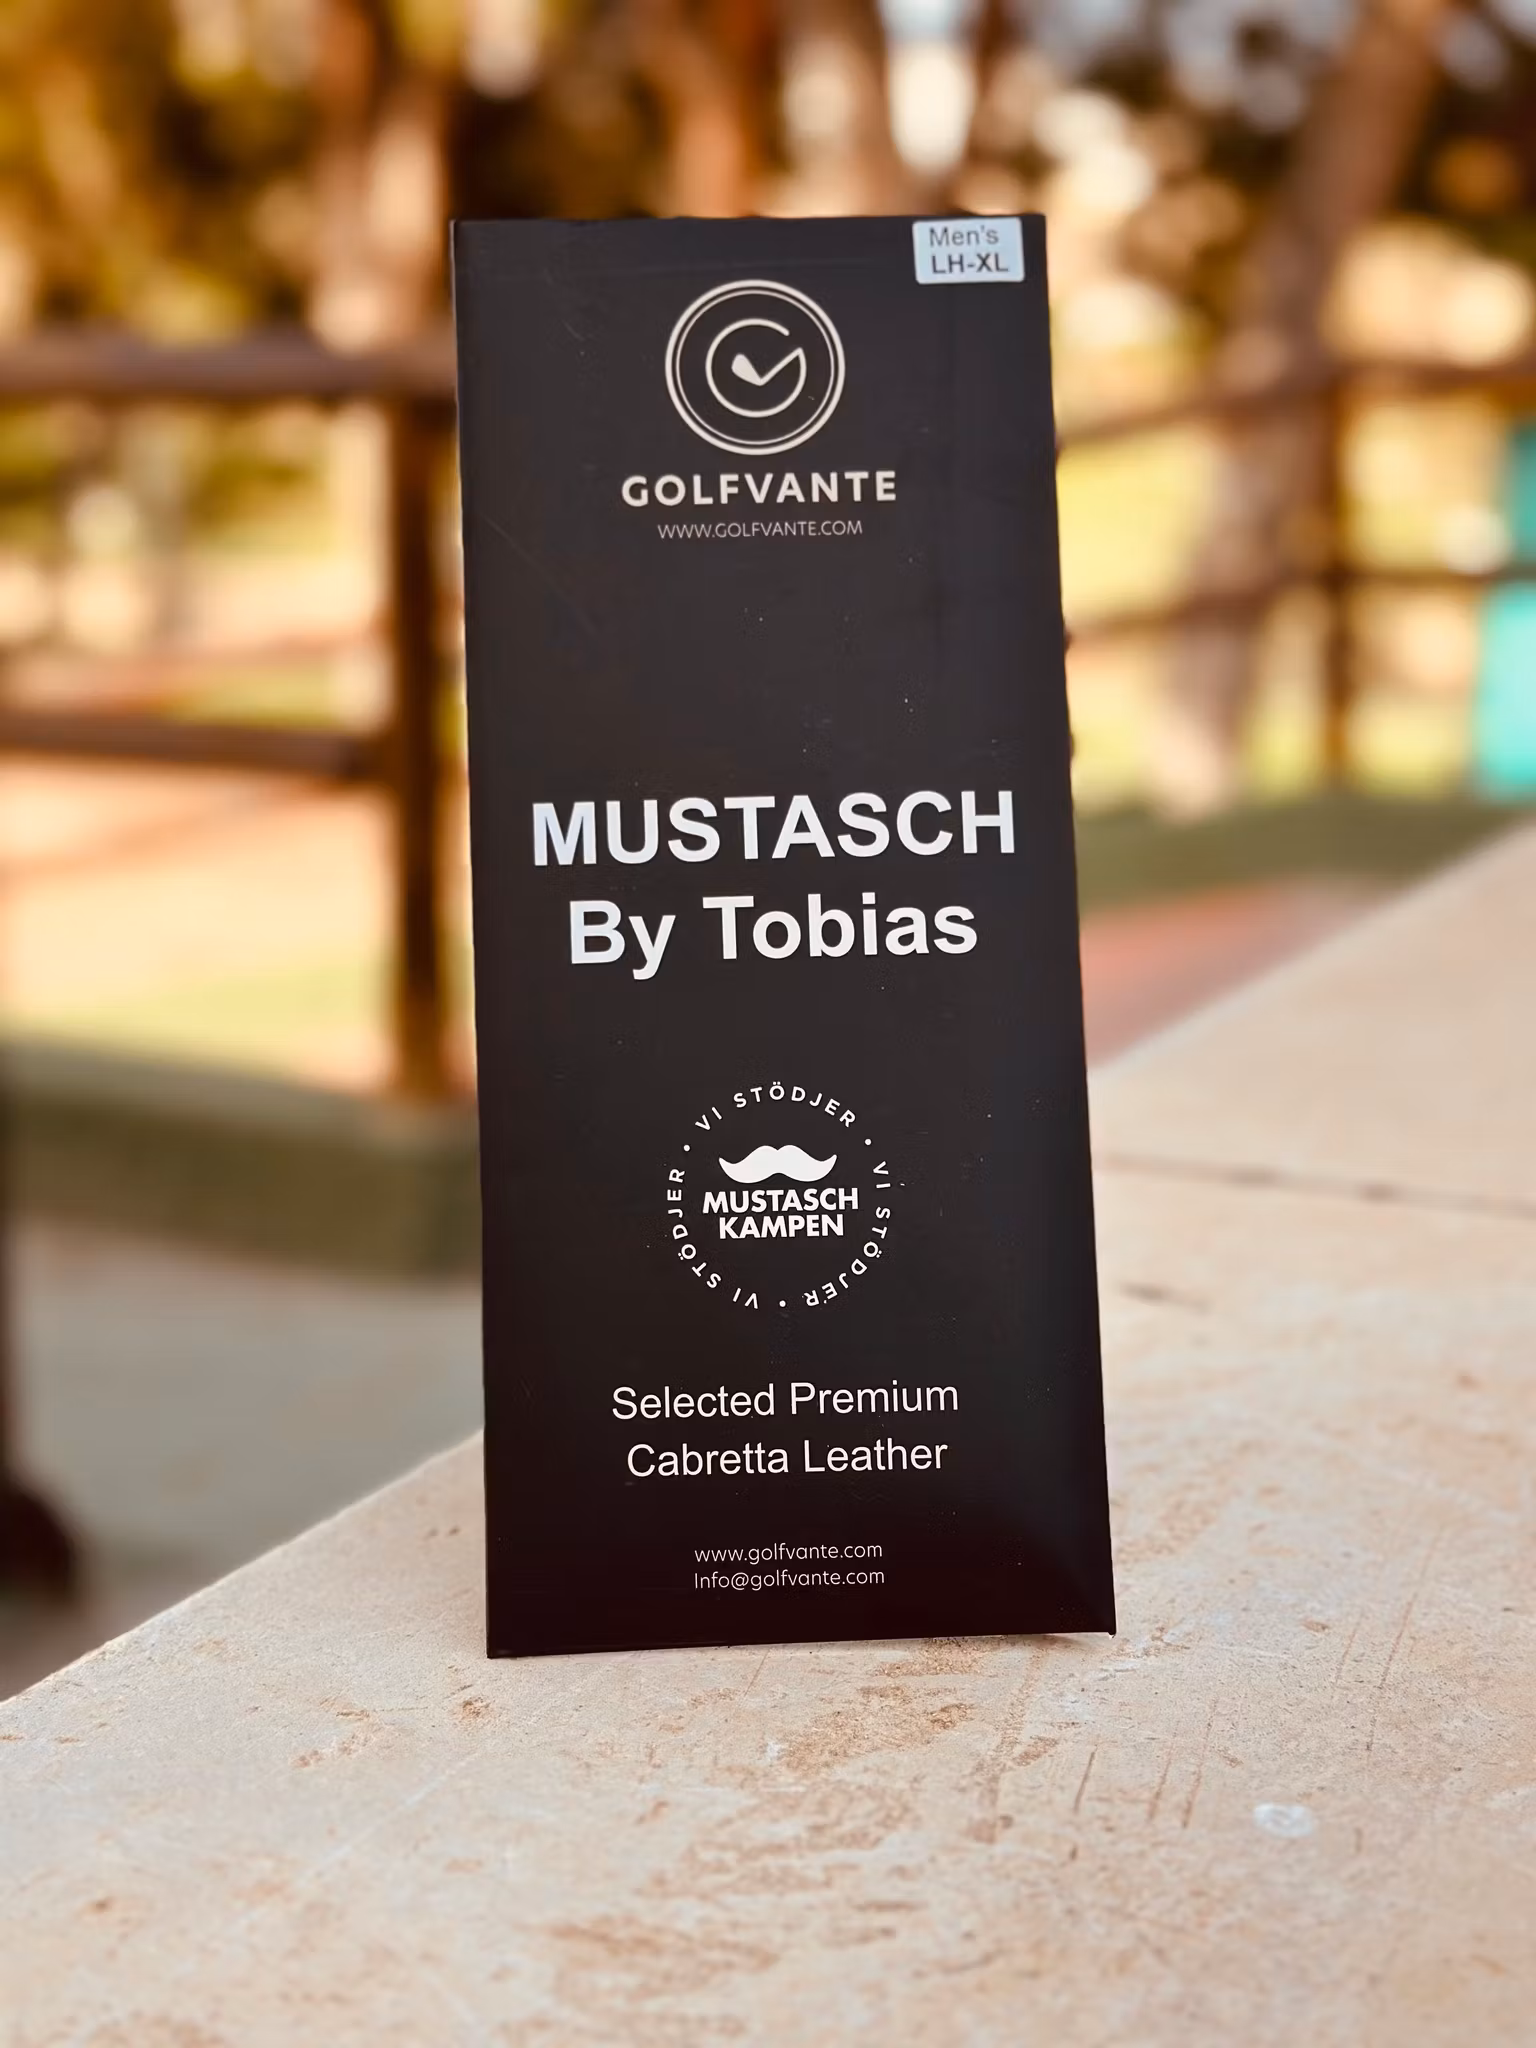 Men's
LH-XL
GOLFVANTE
WWW.GOLFVANTE.COM
MUSTASCH
By Tobias
VI STÖDJER • VI STÖDJER • VI STÖDJER •
MUSTASCH
KAMPEN
Selected Premium
Cabretta Leather
www.golfvante.com
Info@golfvante.com